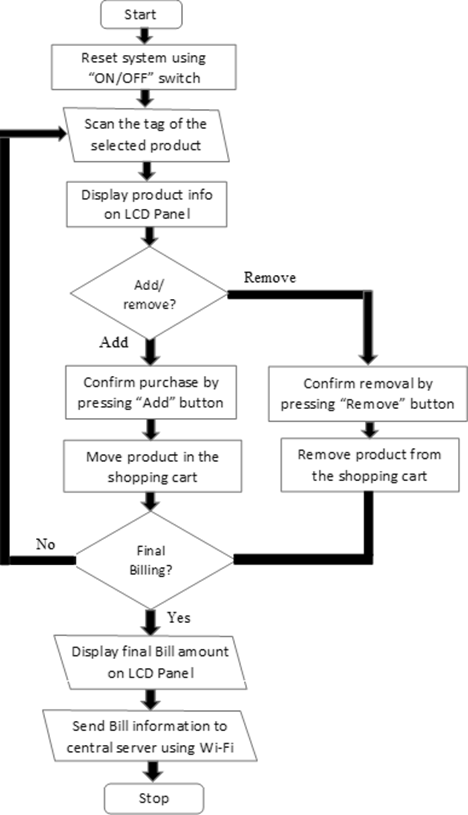 Start
Reset system using
“ON/OFF” switch
Scan the tag of the
selected product
Display product info
on LCD Panel
Add/
remove?
Remove
Add
Confirm purchase by
pressing “Add” button
Confirm removal by
pressing “Remove” button
Move product in the
shopping cart
Remove product from
the shopping cart
No
Final
Billing?
Yes
Display final Bill amount
on LCD Panel
Send Bill information to
central server using Wi-Fi
Stop